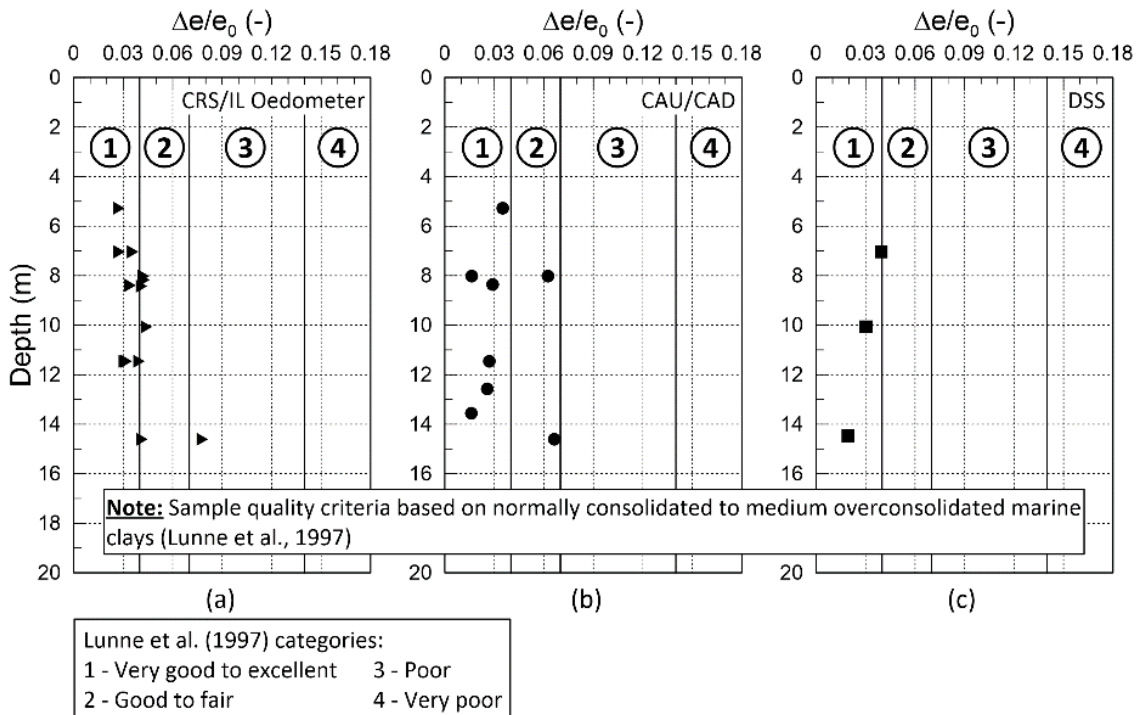 Δe/e0 (-) Δe/e0 (-) Δe/e0 (-)
0 0.03 0.06 0.09 0.12 0.15 0.18 0 0.03 0.06 0.09 0.12 0.15 0.18 0 0.03 0.06 0.09 0.12 0.15 0.18
0 0 0
CRS/IL Oedometer CAU/CAD DSS
2 2 2
1 2 3 4 1 2 3 4 1 2 3 4
4 4 4
6 6 6
8 8 8
Depth (m)
10 10 10
12 12 12
14 14 14
16 16 16
Note: Sample quality criteria based on normally consolidated to medium overconsolidated marine
18
clays (Lunne et al., 1997)
20 20 20
(a) (b) (c)
Lunne et al. (1997) categories:
1 - Very good to excellent 3 - Poor
2 - Good to fair 4 - Very poor